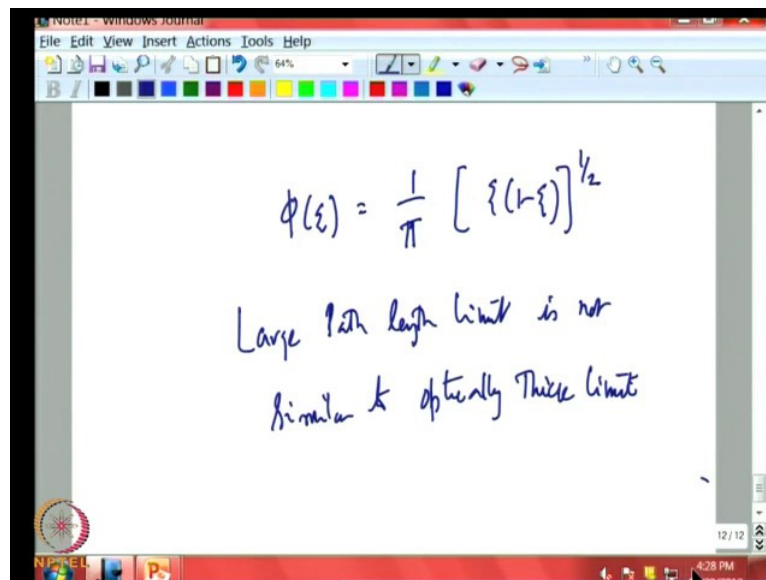 Note1 - Windows Journal
File Edit View Insert Actions Tools Help
64%
B I
φ(ξ) = 1/π [ ξ(1-ξ)]^1/2
Large Path length limit is not
Similar to optically Thick limit
12 / 12
NPTEL
4:28 PM